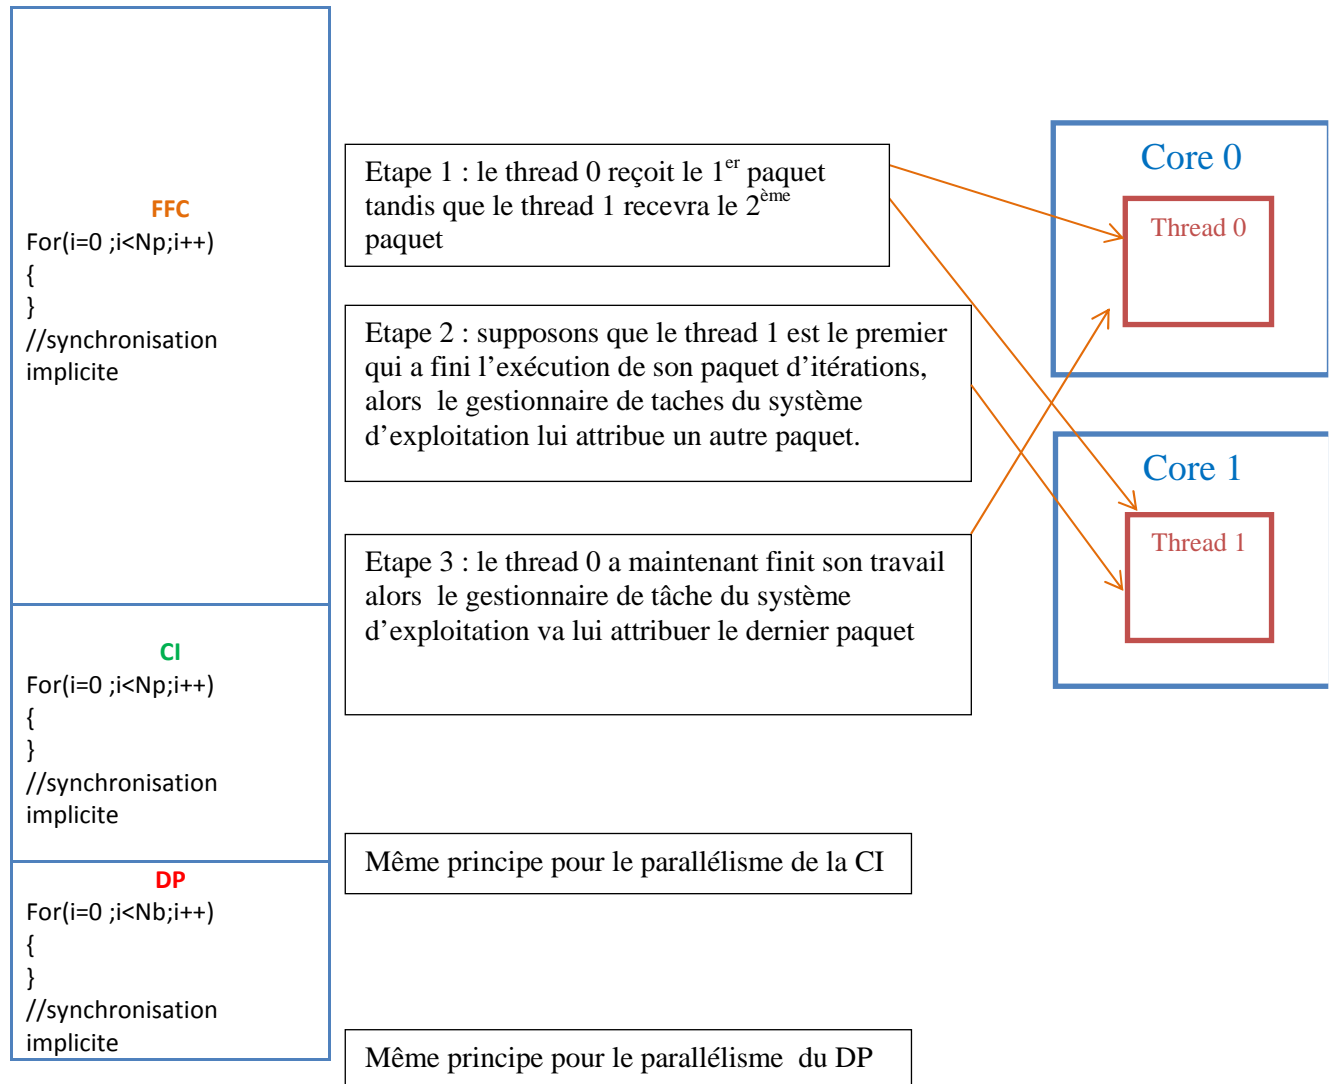 FFC
For(i=0 ;i<Np;i++)
{
}
//synchronisation
implicite
CI
For(i=0 ;i<Np;i++)
{
}
//synchronisation
implicite
DP
For(i=0 ;i<Nb;i++)
{
}
//synchronisation
implicite
Etape 1 : le thread 0 reçoit le 1er paquet
tandis que le thread 1 recevra le 2ème
paquet
Etape 2 : supposons que le thread 1 est le premier
qui a fini l’exécution de son paquet d’itérations,
alors le gestionnaire de taches du système
d’exploitation lui attribue un autre paquet.
Etape 3 : le thread 0 a maintenant finit son travail
alors le gestionnaire de tâche du système
d’exploitation va lui attribuer le dernier paquet
Même principe pour le parallélisme de la CI
Même principe pour le parallélisme du DP
Core 0
Thread 0
Core 1
Thread 1